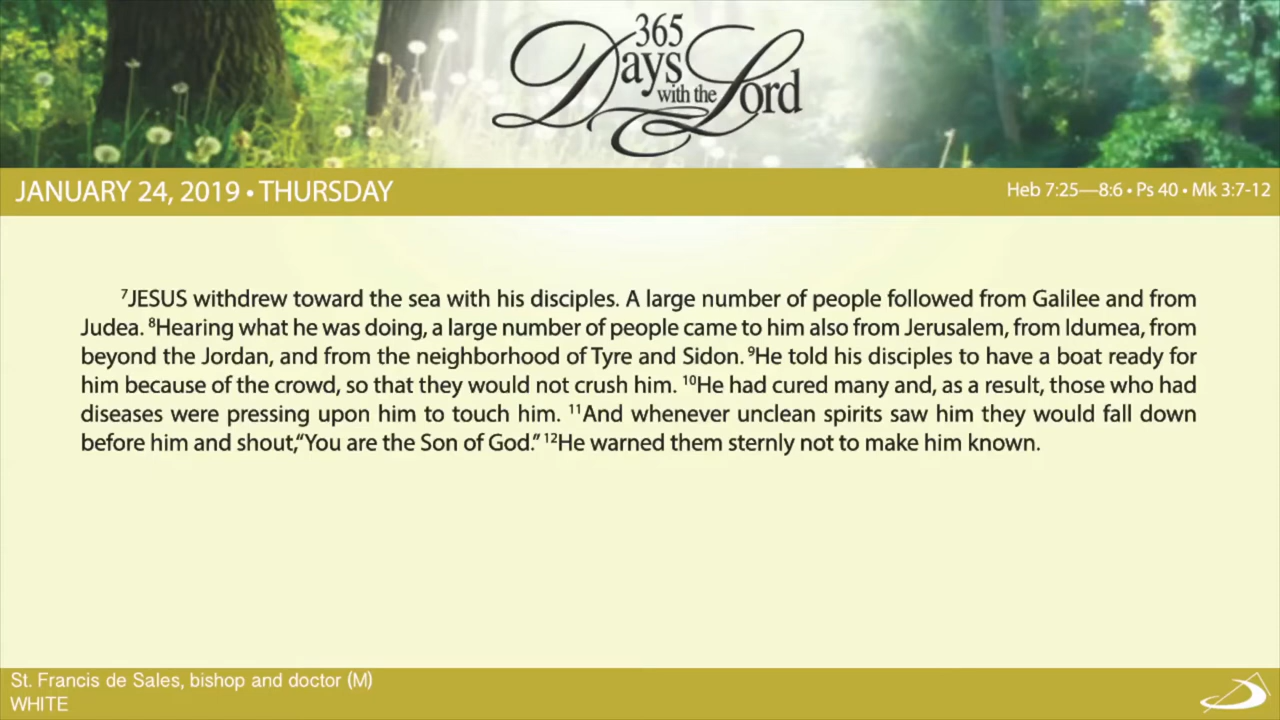 365
Days
with the
Lord
JANUARY 24, 2019 • THURSDAY
Heb 7:25—8:6 • Ps 40 • Mk 3:7-12
⁷JESUS withdrew toward the sea with his disciples. A large number of people followed from Galilee and from
Judea. ⁸Hearing what he was doing, a large number of people came to him also from Jerusalem, from Idumea, from
beyond the Jordan, and from the neighborhood of Tyre and Sidon. ⁹He told his disciples to have a boat ready for
him because of the crowd, so that they would not crush him. ¹⁰He had cured many and, as a result, those who had
diseases were pressing upon him to touch him. ¹¹And whenever unclean spirits saw him they would fall down
before him and shout,“You are the Son of God.” ¹²He warned them sternly not to make him known.
St. Francis de Sales, bishop and doctor (M)
WHITE